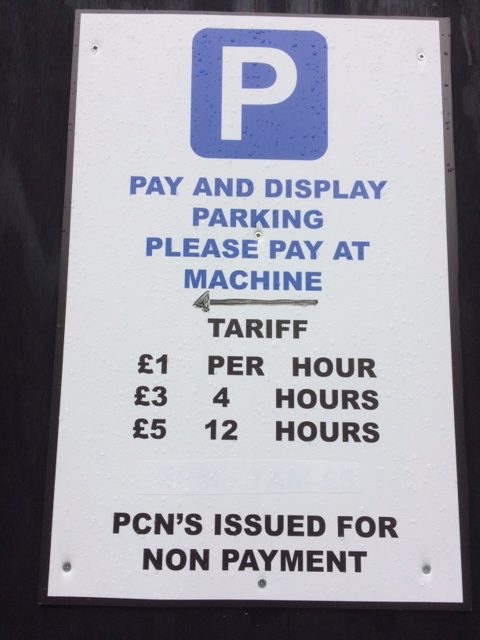 P
PAY AND DISPLAY
PARKING
PLEASE PAY AT
MACHINE
TARIFF
£1 PER HOUR
£3 4 HOURS
£5 12 HOURS
PCN'S ISSUED FOR
NON PAYMENT